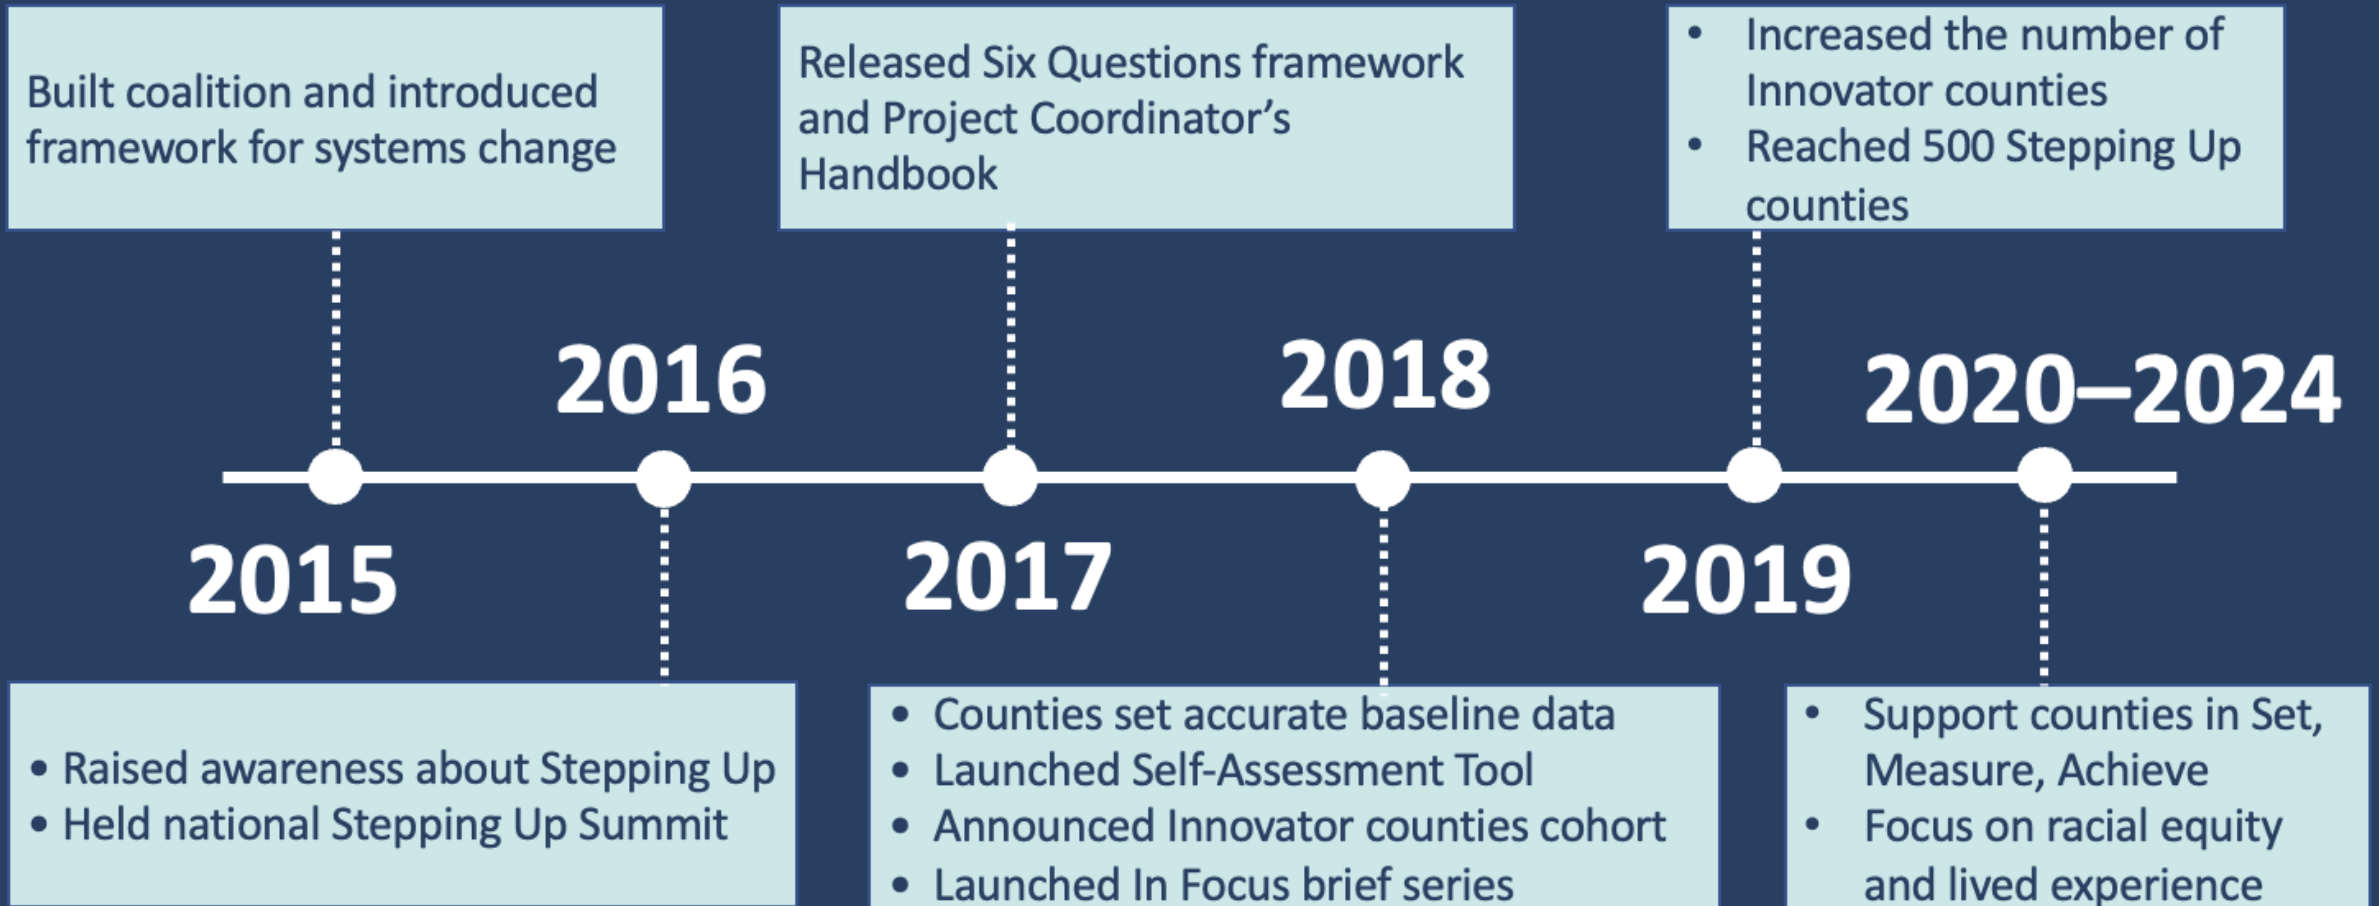 Built coalition and introduced
framework for systems change
Released Six Questions framework
and Project Coordinator’s
Handbook
• Increased the number of
Innovator counties
• Reached 500 Stepping Up
counties
2016
2018
2020–2024
2015
2017
2019
• Raised awareness about Stepping Up
• Held national Stepping Up Summit
• Counties set accurate baseline data
• Launched Self-Assessment Tool
• Announced Innovator counties cohort
• Launched In Focus brief series
• Support counties in Set,
Measure, Achieve
• Focus on racial equity
and lived experience